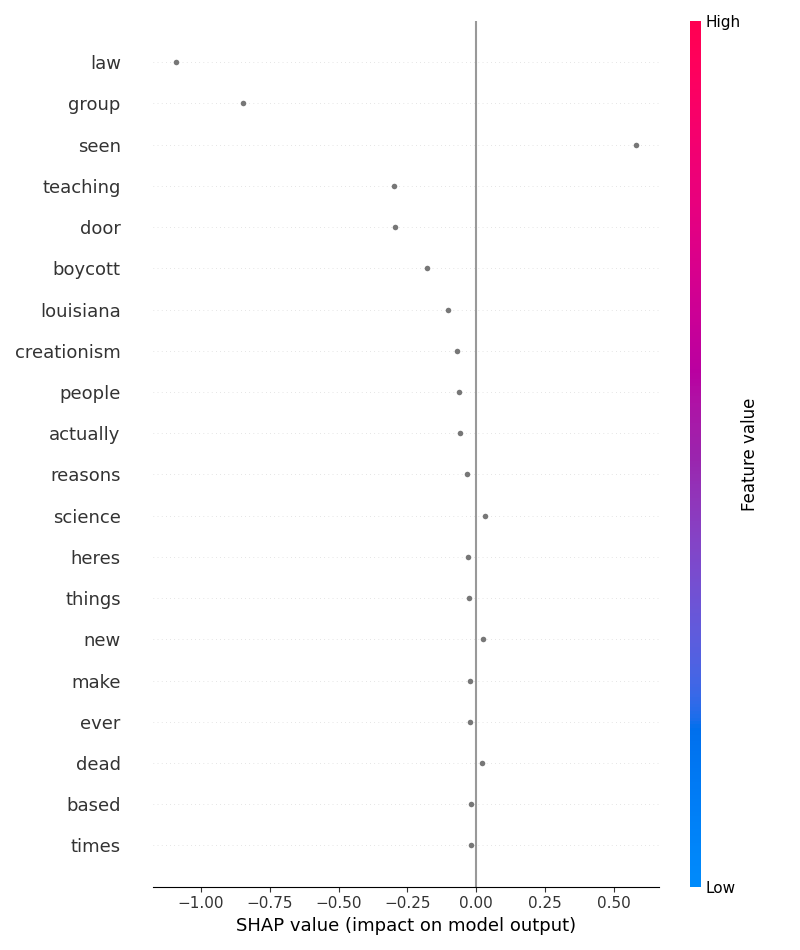 High
law
group
seen
teaching
door
boycott
louisiana
creationism
people
actually
reasons
science
heres
things
new
make
ever
dead
based
times
Feature value
Low
−1.00 −0.75 −0.50 −0.25 0.00 0.25 0.50
SHAP value (impact on model output)